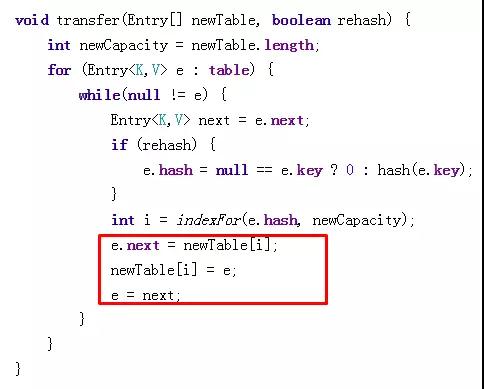 void transfer(Entry[] newTable, boolean rehash) {
    int newCapacity = newTable.length;
    for (Entry<K,V> e : table) {
        while(null != e) {
            Entry<K,V> next = e.next;
            if (rehash) {
                e.hash = null == e.key ? 0 : hash(e.key);
            }
            int i = indexFor(e.hash, newCapacity);
            e.next = newTable[i];
            newTable[i] = e;
            e = next;
        }
    }
}